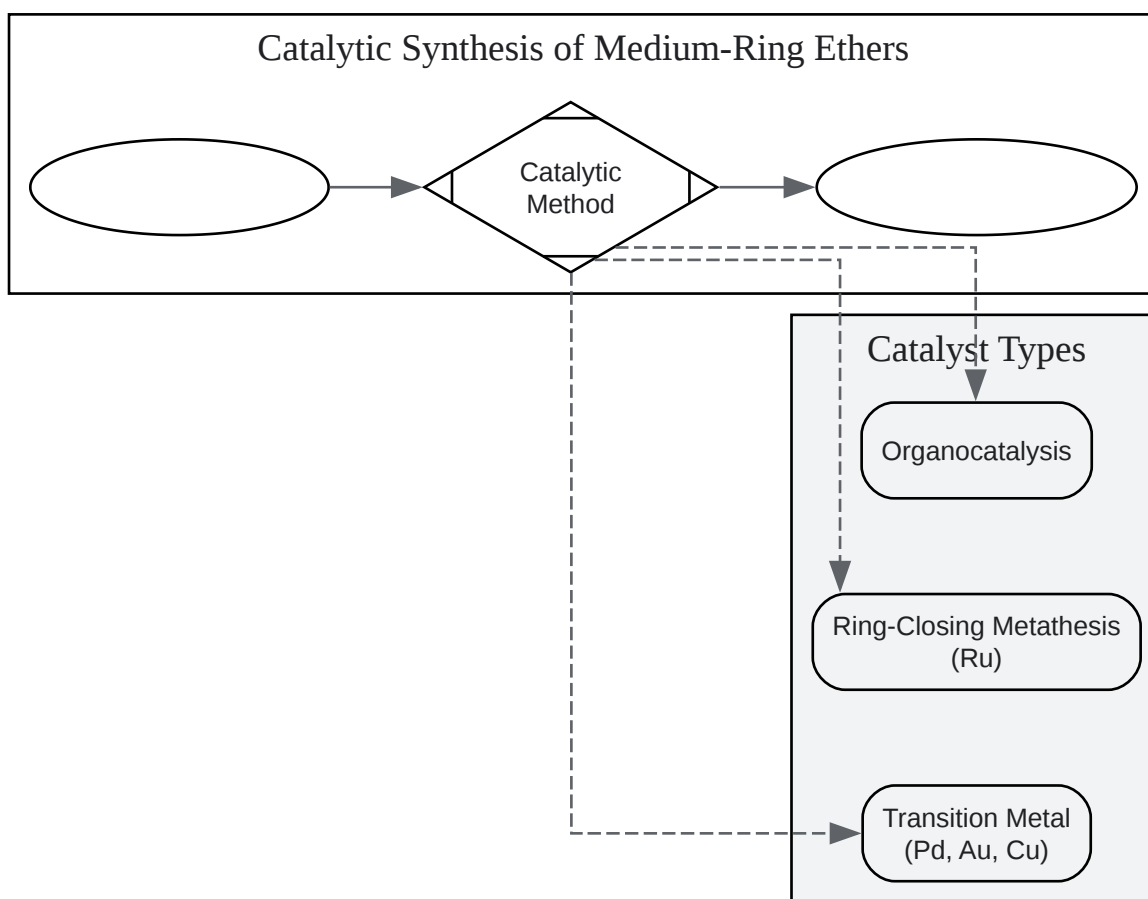 Catalytic Synthesis of Medium-Ring Ethers
Catalytic
Method
Catalyst Types
Organocatalysis
Ring-Closing Metathesis
(Ru)
Transition Metal
(Pd, Au, Cu)